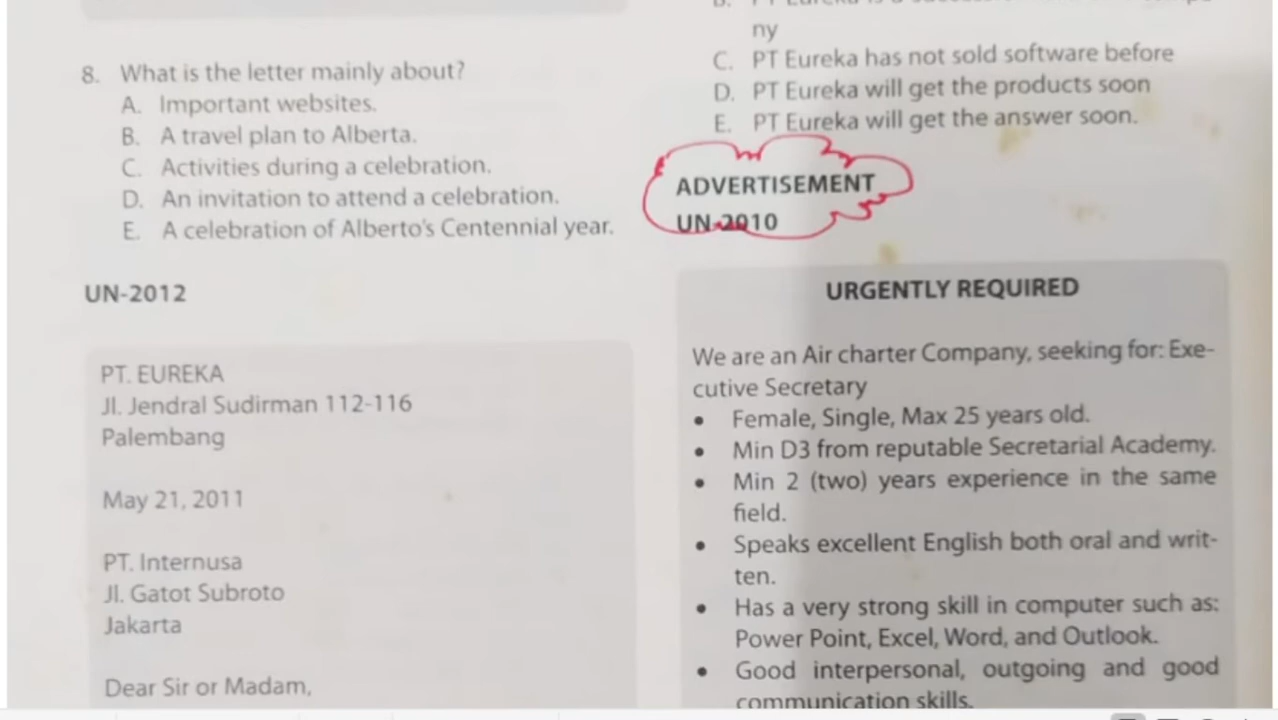 8. What is the letter mainly about?
A. Important websites.
B. A travel plan to Alberta.
C. Activities during a celebration.
D. An invitation to attend a celebration.
E. A celebration of Alberto's Centennial year.
UN-2012
PT. EUREKA
Jl. Jendral Sudirman 112-116
Palembang
May 21, 2011
PT. Internusa
Jl. Gatot Subroto
Jakarta
Dear Sir or Madam,
ny
C. PT Eureka has not sold software before
D. PT Eureka will get the products soon
E. PT Eureka will get the answer soon.
ADVERTISEMENT
UN-2010
URGENTLY REQUIRED
We are an Air charter Company, seeking for: Exe-
cutive Secretary
• Female, Single, Max 25 years old.
• Min D3 from reputable Secretarial Academy.
• Min 2 (two) years experience in the same
field.
• Speaks excellent English both oral and writ-
ten.
• Has a very strong skill in computer such as:
Power Point, Excel, Word, and Outlook.
• Good interpersonal, outgoing and good
communication skills.